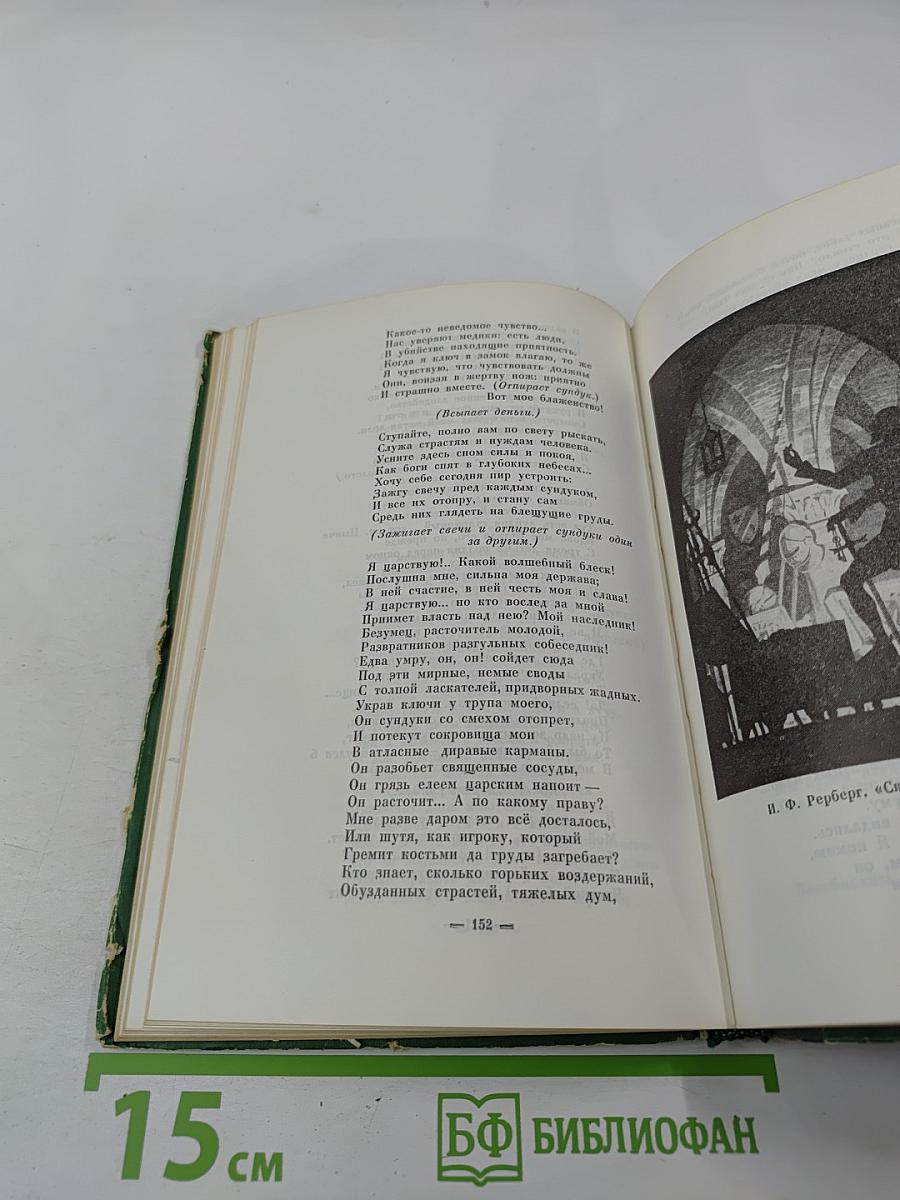 Какое-то неведомое чувство...
Нас уверяют медики: есть люди,
В убийстве находящие приятность.
Когда я ключ в замок влагаю, то же
Я чувствую, что чувствовать должны
Они, вонзая в жертву нож: приятно
И страшно вместе. (Отпирает сундук.)
Вот мое блаженство!
(Всыпает деньги.)
Ступайте, полно вам по свету рыскать,
Служа страстям и нуждам человека.
Усните здесь сном силы и покоя,
Как боги спят в глубоких небесах...
Хочу себе сегодня пир устроить:
Зажгу свечу пред каждым сундуком,
И все их отопру, и стану сам
Средь них глядеть на блещущие груды.
(Зажигает свечи и отпирает сундуки один
за другим.)
Я царствую!.. Какой волшебный блеск!
Послушна мне, сильна моя держава;
В ней счастие, в ней честь моя и слава!
Я царствую... но кто вослед за мной
Приимет власть над нею? Мой наследник!
Безумец, расточитель молодой,
Развратников разгульных собеседник!
Едва умру, он, он! сойдет сюда
Под эти мирные, немые своды
С толпой ласкателей, придворных жадных.
Украв ключи у трупа моего,
Он сундуки со смехом отопрет,
И потекут сокровища мои
В атласные диравые карманы.
Он разобьет священные сосуды,
Он грязь елеем царским напоит —
Он расточит... А по какому праву?
Мне разве даром это всё досталось,
Или шутя, как игроку, который
Гремит костьми да груды загребает?
Кто знает, сколько горьких воздержаний,
Обузданных страстей, тяжелых дум,
— 152 —
И. Ф. Рерберг, «Ск
15 см
БФ БИБЛИОФАН